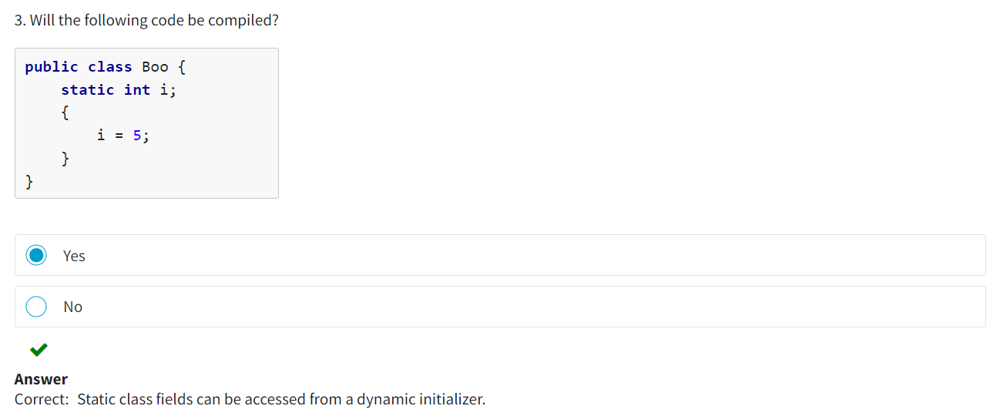 3. Will the following code be compiled?
public class Boo {
    static int i;
    {
        i = 5;
    }
}
Yes
No
Answer
Correct:  Static class fields can be accessed from a dynamic initializer.